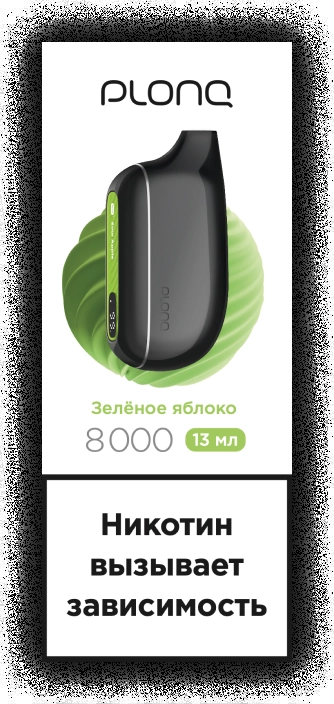 PLONQ
Зелёное яблоко
8000 13 мл
Никотин
вызывает
зависимость